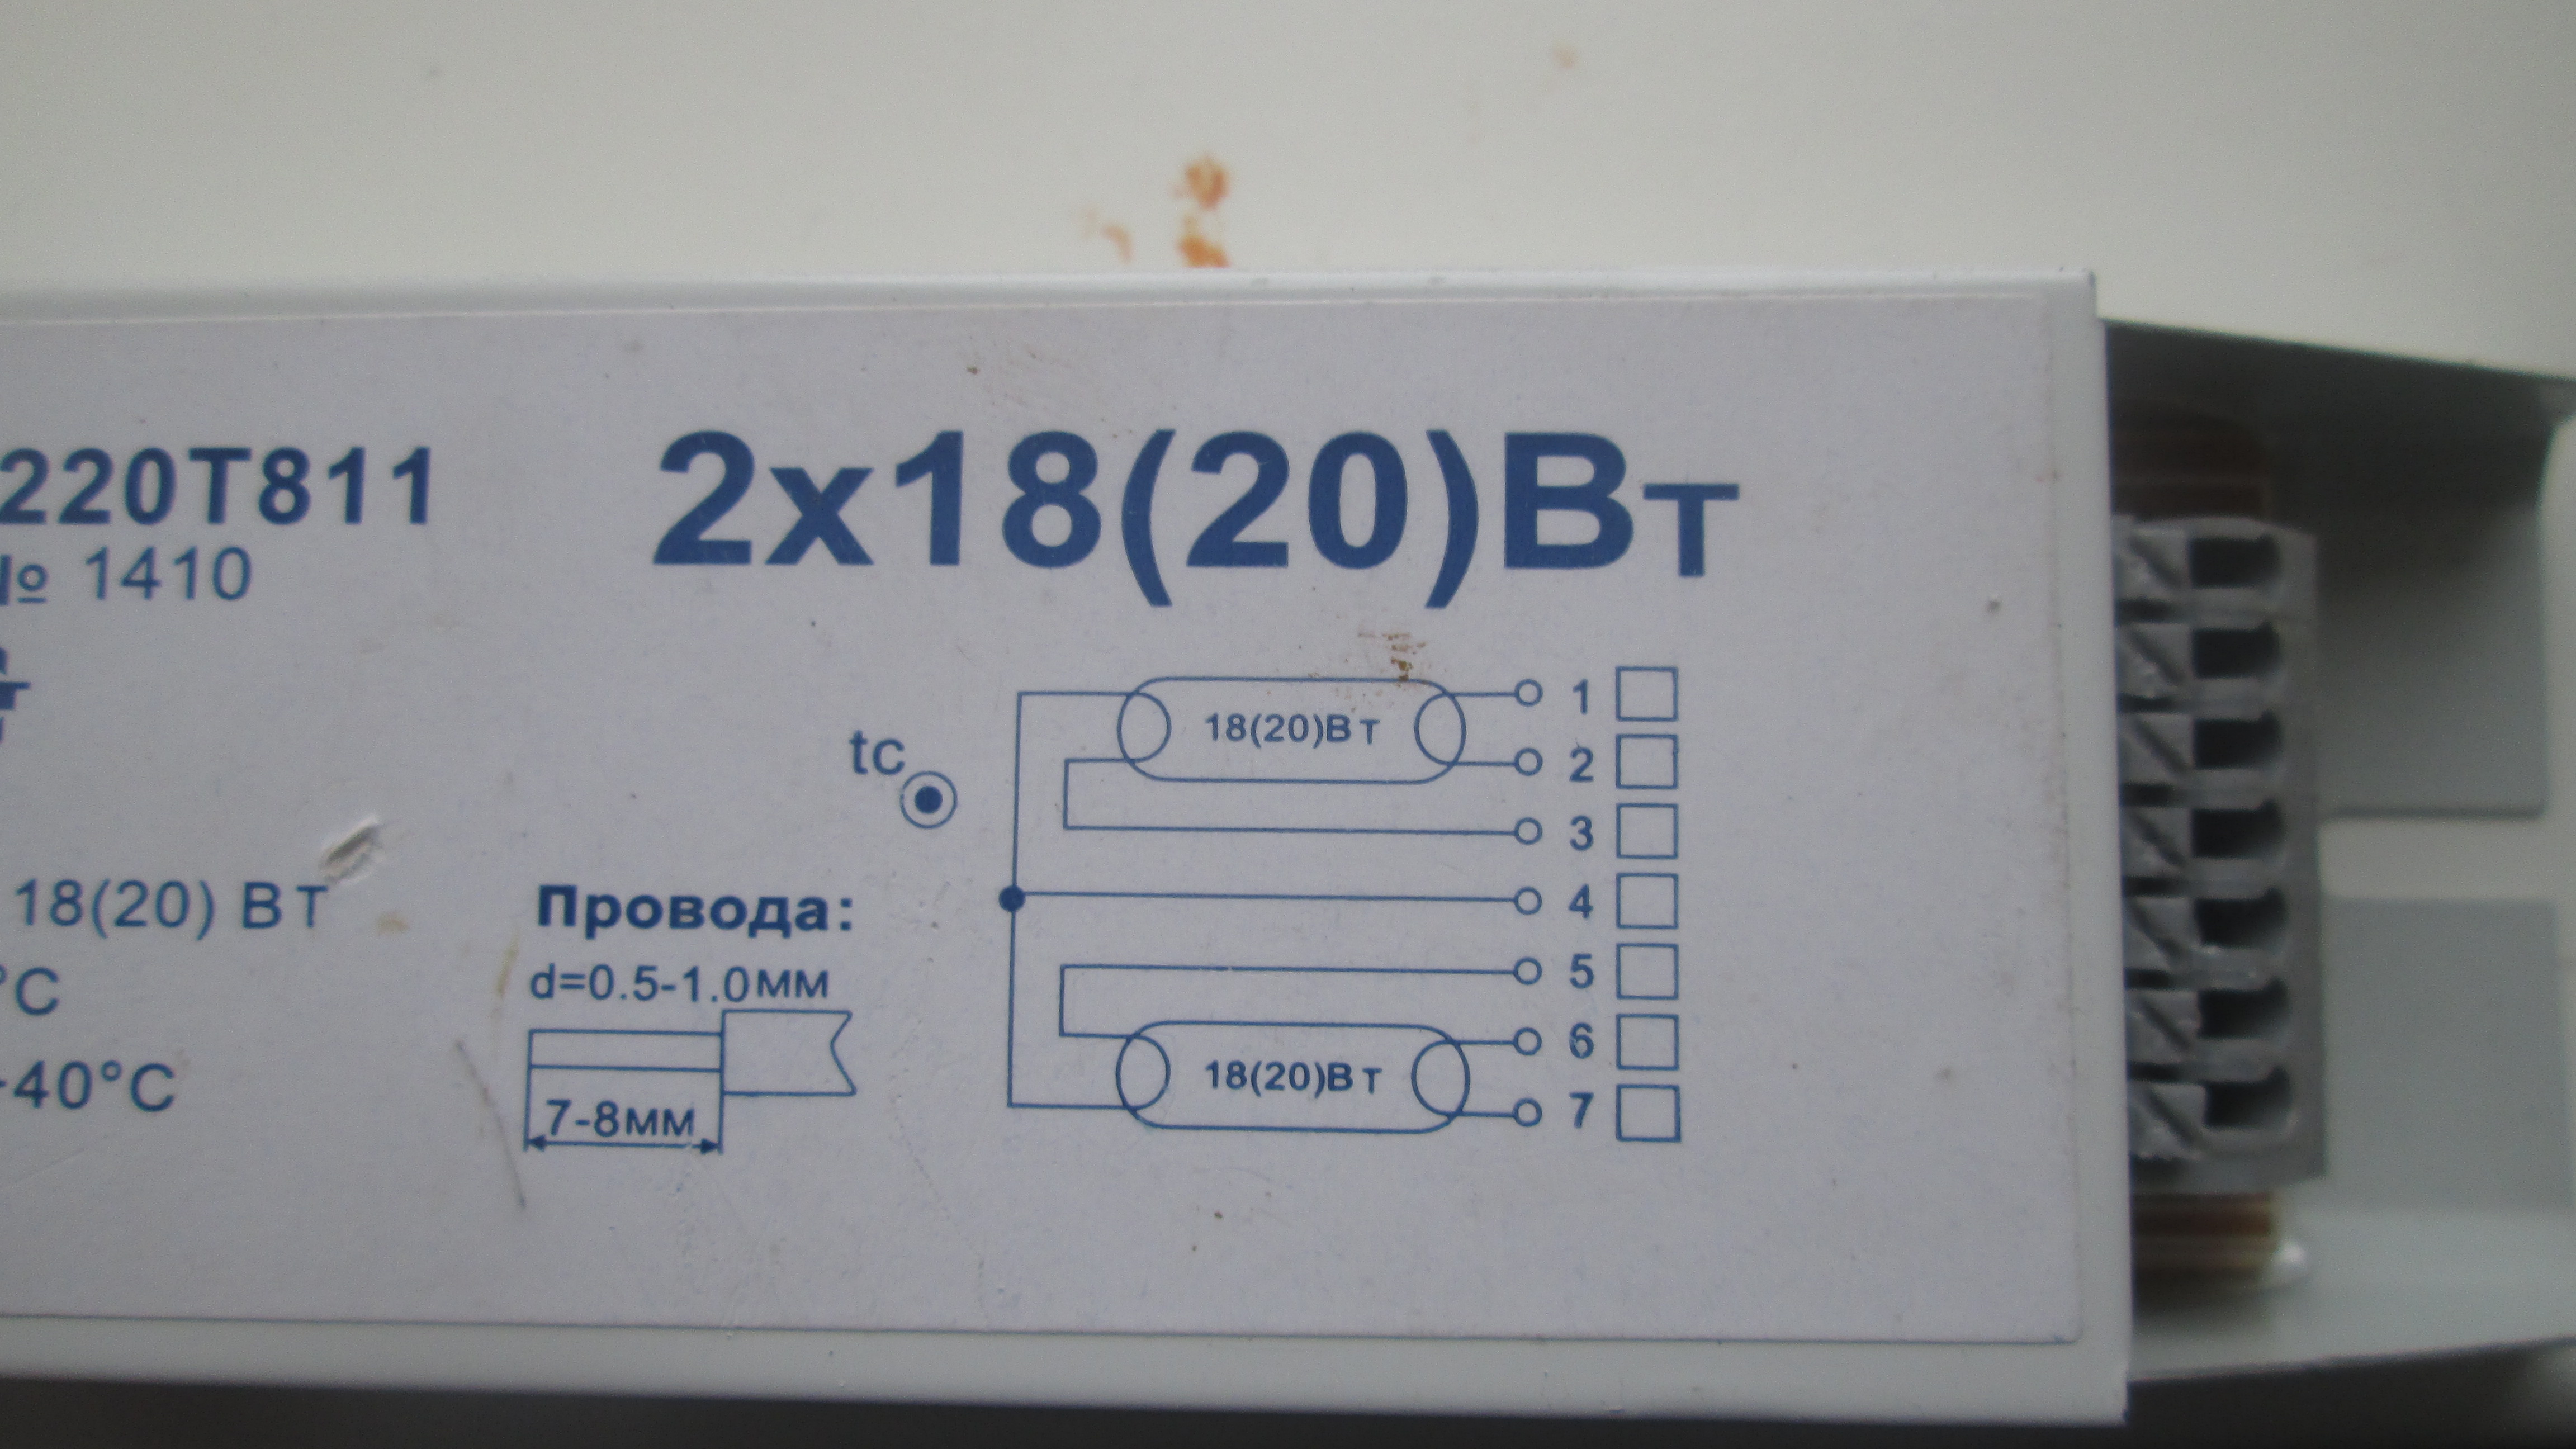 220Т811
№ 1410
2x18(20)Вт
18(20)Вт
1
2
tc
3
18(20) Вт
Провода:
4
°C
d=0.5-1.0мм
5
6
-40°C
7-8мм
18(20)Вт
7